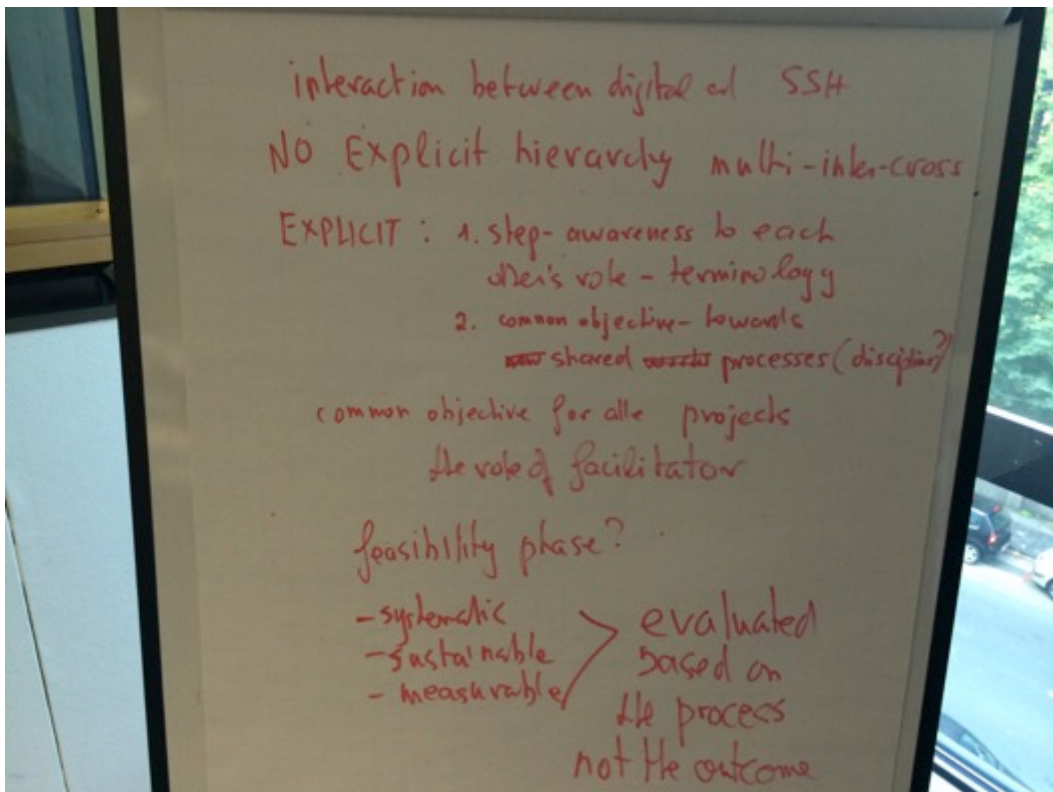 interaction between digital and SSH
NO Explicit hierarchy multi-inter-cross
EXPLICIT : 1. step-awareness to each
other's role - terminology
2. common objective - towards
shared processes (discipline?)
common objective for alle projects
the role of facilitator
feasibility phase?
- systematic
- sustainable
- measurable
evaluated
based on
the process
not the outcome